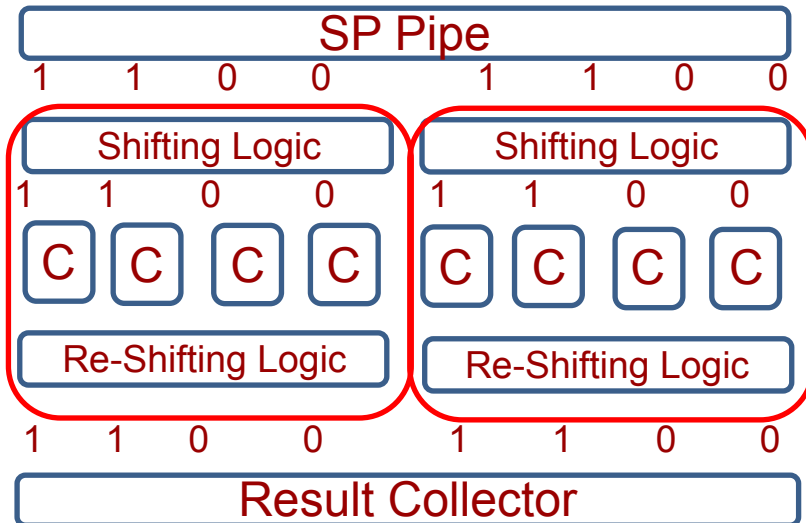 SP Pipe
1 1 0 0 1 1 0 0
Shifting Logic Shifting Logic
1 1 0 0 1 1 0 0
C C C C C C C C
Re-Shifting Logic Re-Shifting Logic
1 1 0 0 1 1 0 0
Result Collector